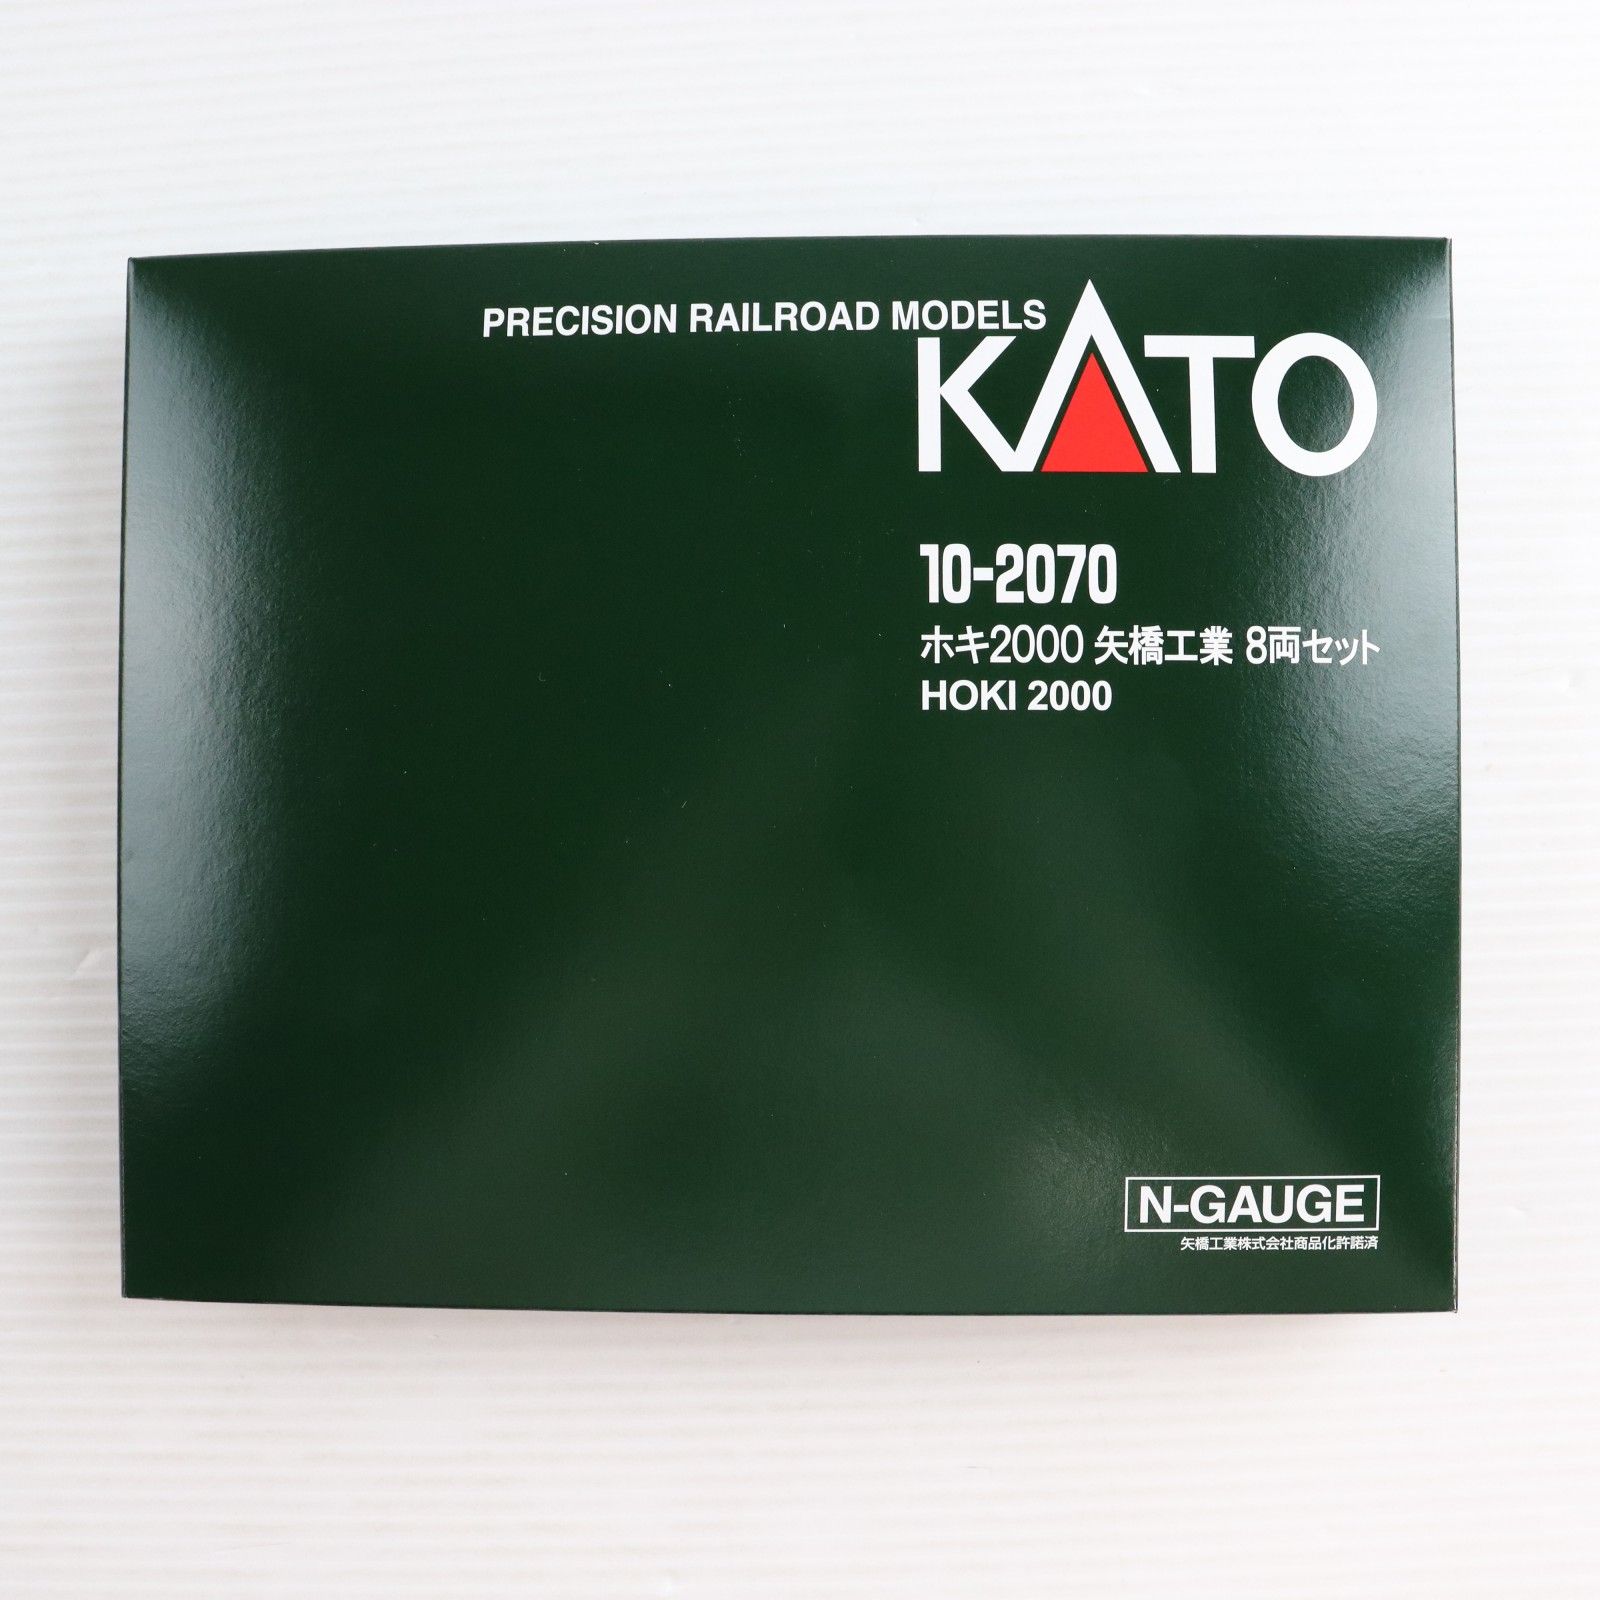 PRECISION RAILROAD MODELS
KATO
10-2070
ホキ2000 矢橋工業 8両セット
HOKI 2000
N-GAUGE
矢橋工業株式会社商品化許諾済